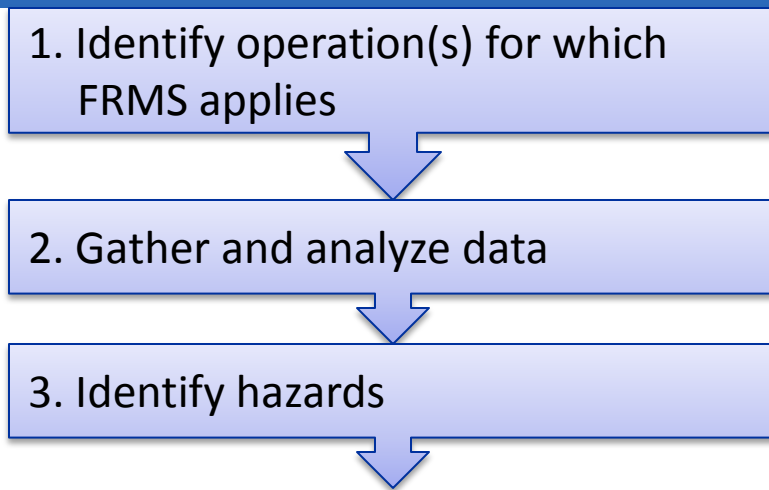 1. Identify operation(s) for which
FRMS applies
2. Gather and analyze data
3. Identify hazards